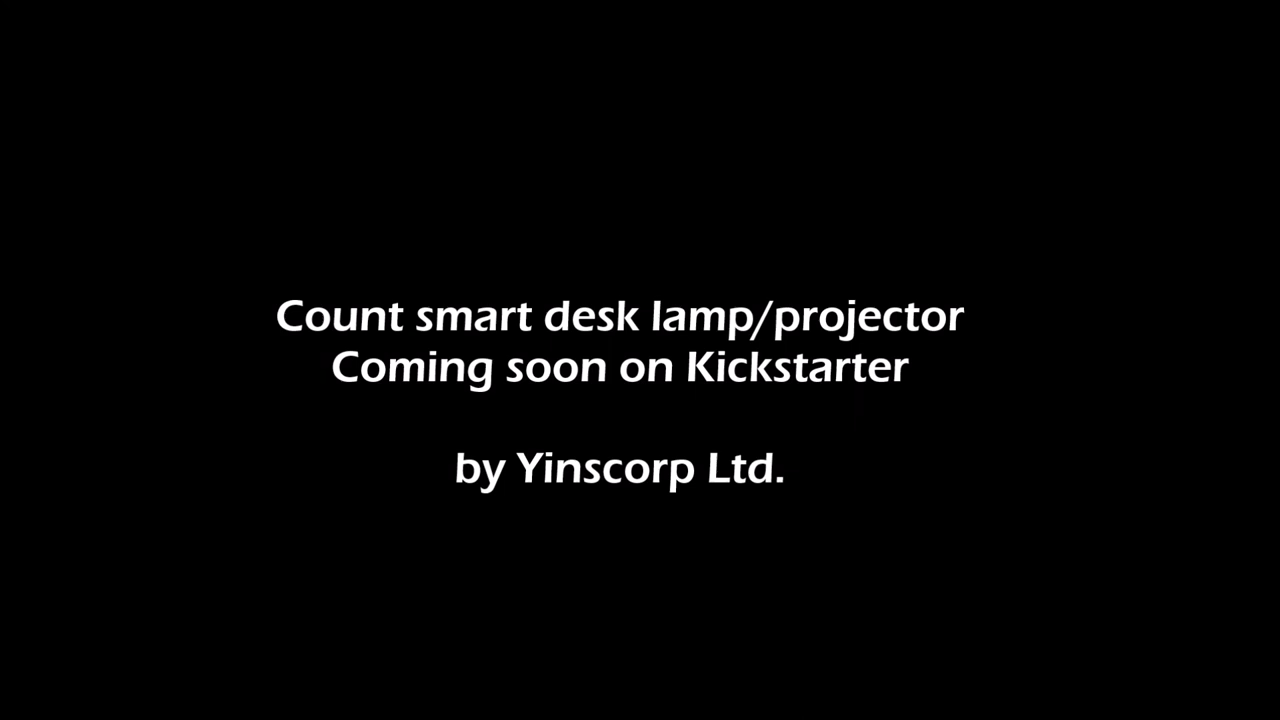 Count smart desk lamp/projector
Coming soon on Kickstarter
by Yinscorp Ltd.